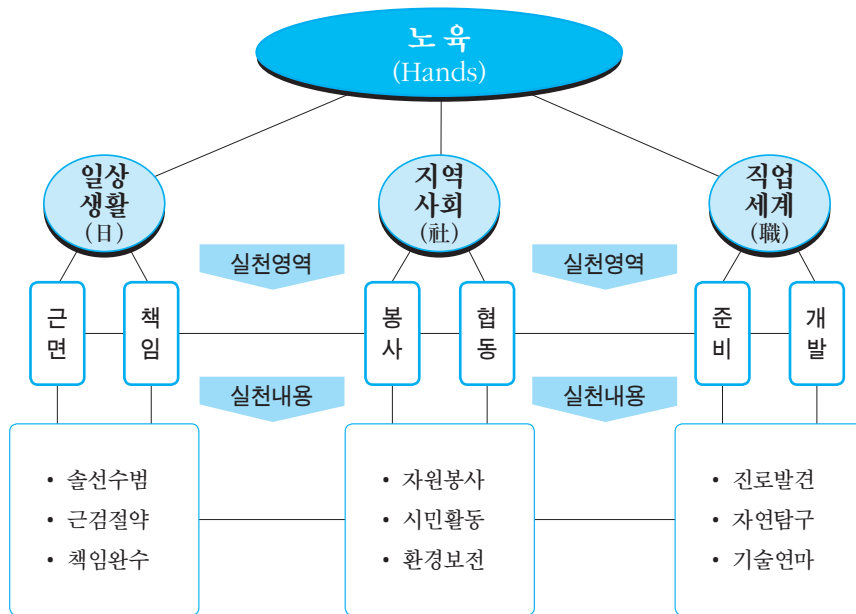 노육
(Hands)
일상
생활
(日)
지역
사회
(社)
직업
세계
(職)
실천영역
실천영역
근
면
책
임
봉
사
협
동
준
비
개
발
실천내용
실천내용
• 솔선수범
• 근검절약
• 책임완수
• 자원봉사
• 시민활동
• 환경보전
• 진로발견
• 자연탐구
• 기술연마